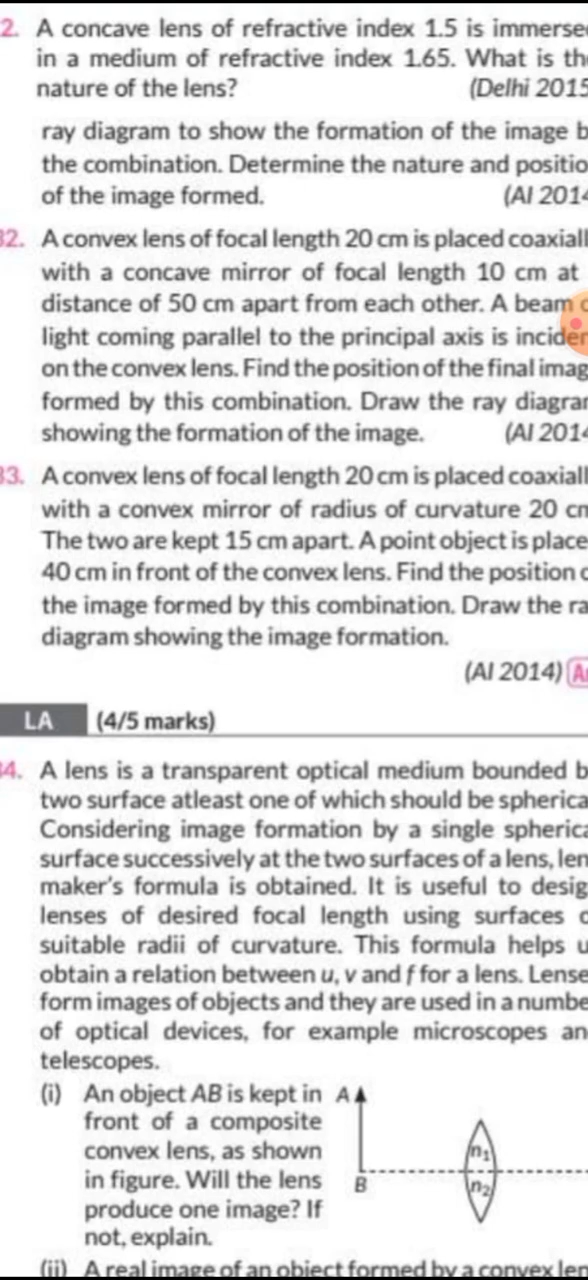 2. A concave lens of refractive index 1.5 is immerse
in a medium of refractive index 1.65. What is th
nature of the lens? (Delhi 2015
ray diagram to show the formation of the image b
the combination. Determine the nature and positio
of the image formed. (AI 2014
32. A convex lens of focal length 20 cm is placed coaxiall
with a concave mirror of focal length 10 cm at
distance of 50 cm apart from each other. A beam o
light coming parallel to the principal axis is inciden
on the convex lens. Find the position of the final imag
formed by this combination. Draw the ray diagram
showing the formation of the image. (AI 2014
33. A convex lens of focal length 20 cm is placed coaxiall
with a convex mirror of radius of curvature 20 cm
The two are kept 15 cm apart. A point object is place
40 cm in front of the convex lens. Find the position o
the image formed by this combination. Draw the ra
diagram showing the image formation.
(AI 2014) A
LA (4/5 marks)
34. A lens is a transparent optical medium bounded b
two surface atleast one of which should be spherica
Considering image formation by a single spherica
surface successively at the two surfaces of a lens, len
maker's formula is obtained. It is useful to desig
lenses of desired focal length using surfaces o
suitable radii of curvature. This formula helps u
obtain a relation between u, v and f for a lens. Lense
form images of objects and they are used in a numbe
of optical devices, for example microscopes an
telescopes.
(i) An object AB is kept in A
front of a composite
convex lens, as shown n1
in figure. Will the lens B n2
produce one image? If
not, explain.
(ii) A real image of an object formed by a convex len